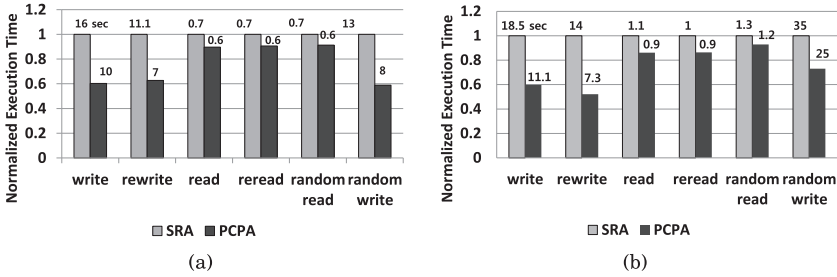 Normalized Execution Time
1.2
1
0.8
0.6
0.4
0.2
0
16 sec
10
11.1
7
0.7
0.6
0.7
0.6
0.7
0.6
13
8
write
rewrite
read
reread
random read
random write
SRA
PCPA
(a)
Normalized Execution Time
1.2
1
0.8
0.6
0.4
0.2
0
18.5 sec
11.1
14
7.3
1.1
0.9
1
0.9
1.3
1.2
35
25
write
rewrite
read
reread
random
read
random
write
SRA
PCPA
(b)